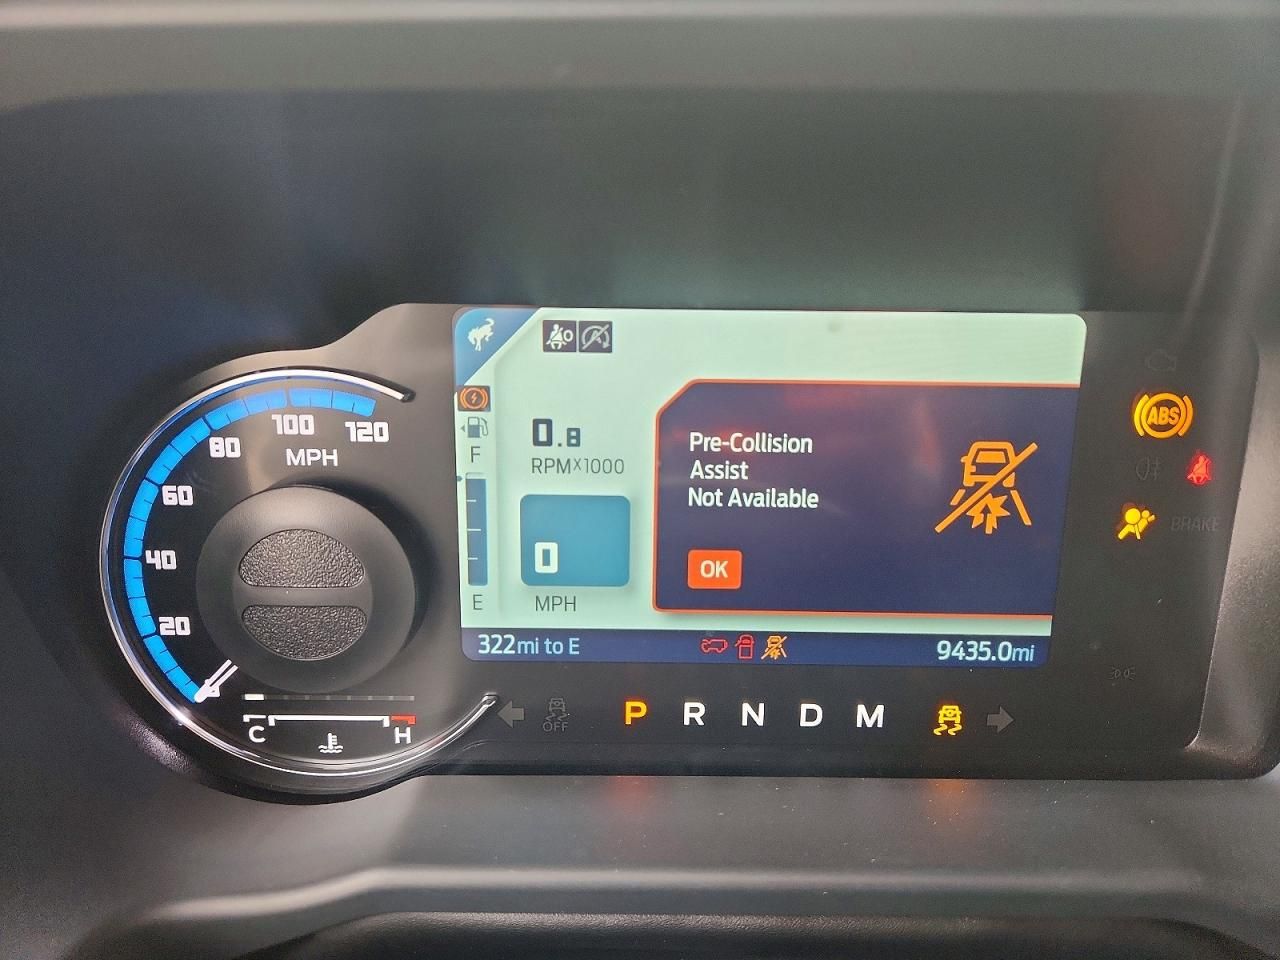 100
120
80
MPH
60
40
20
C
H
F
E
0.8
RPMx1000
0
MPH
Pre-Collision
Assist
Not Available
OK
322mi to E
9435.0mi
OFF
P R N D M
ABS
BRAKE